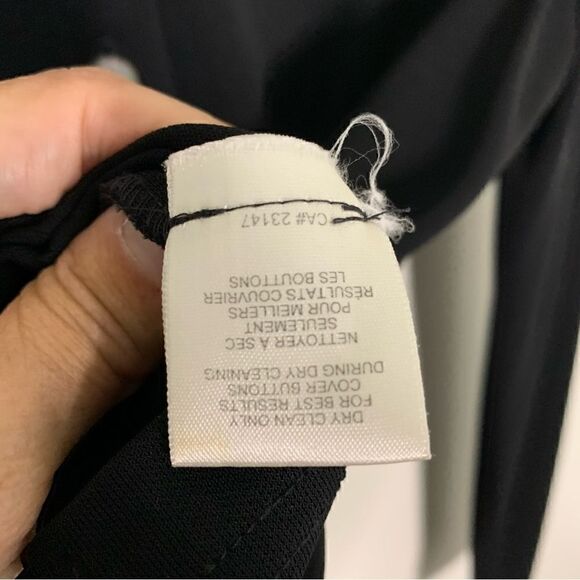 DRY CLEAN ONLY
FOR BEST RESULTS
COVER BUTTONS
DURING DRY CLEANING
NETTOYER A SEC
SEULEMENT
POUR MEILLERS
RÉSULTATS COUVRIER
LES BOUTTONS
CA# 23147